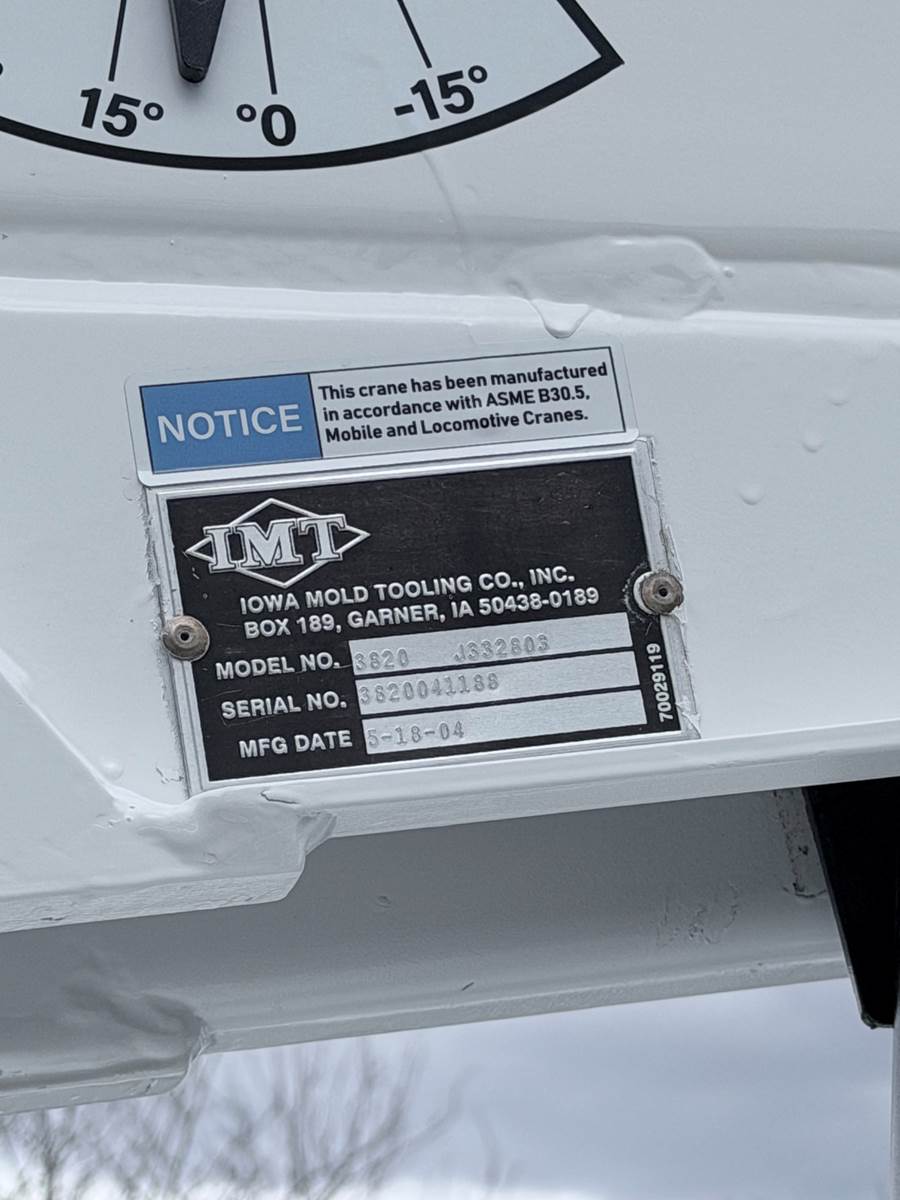 15° °0 -15°
NOTICE
This crane has been manufactured
in accordance with ASME B30.5,
Mobile and Locomotive Cranes.
IMT
IOWA MOLD TOOLING CO., INC.
BOX 189, GARNER, IA 50438-0189
MODEL NO. 3820 J332803
SERIAL NO. 3820041188
MFG DATE 5-18-04
70029119